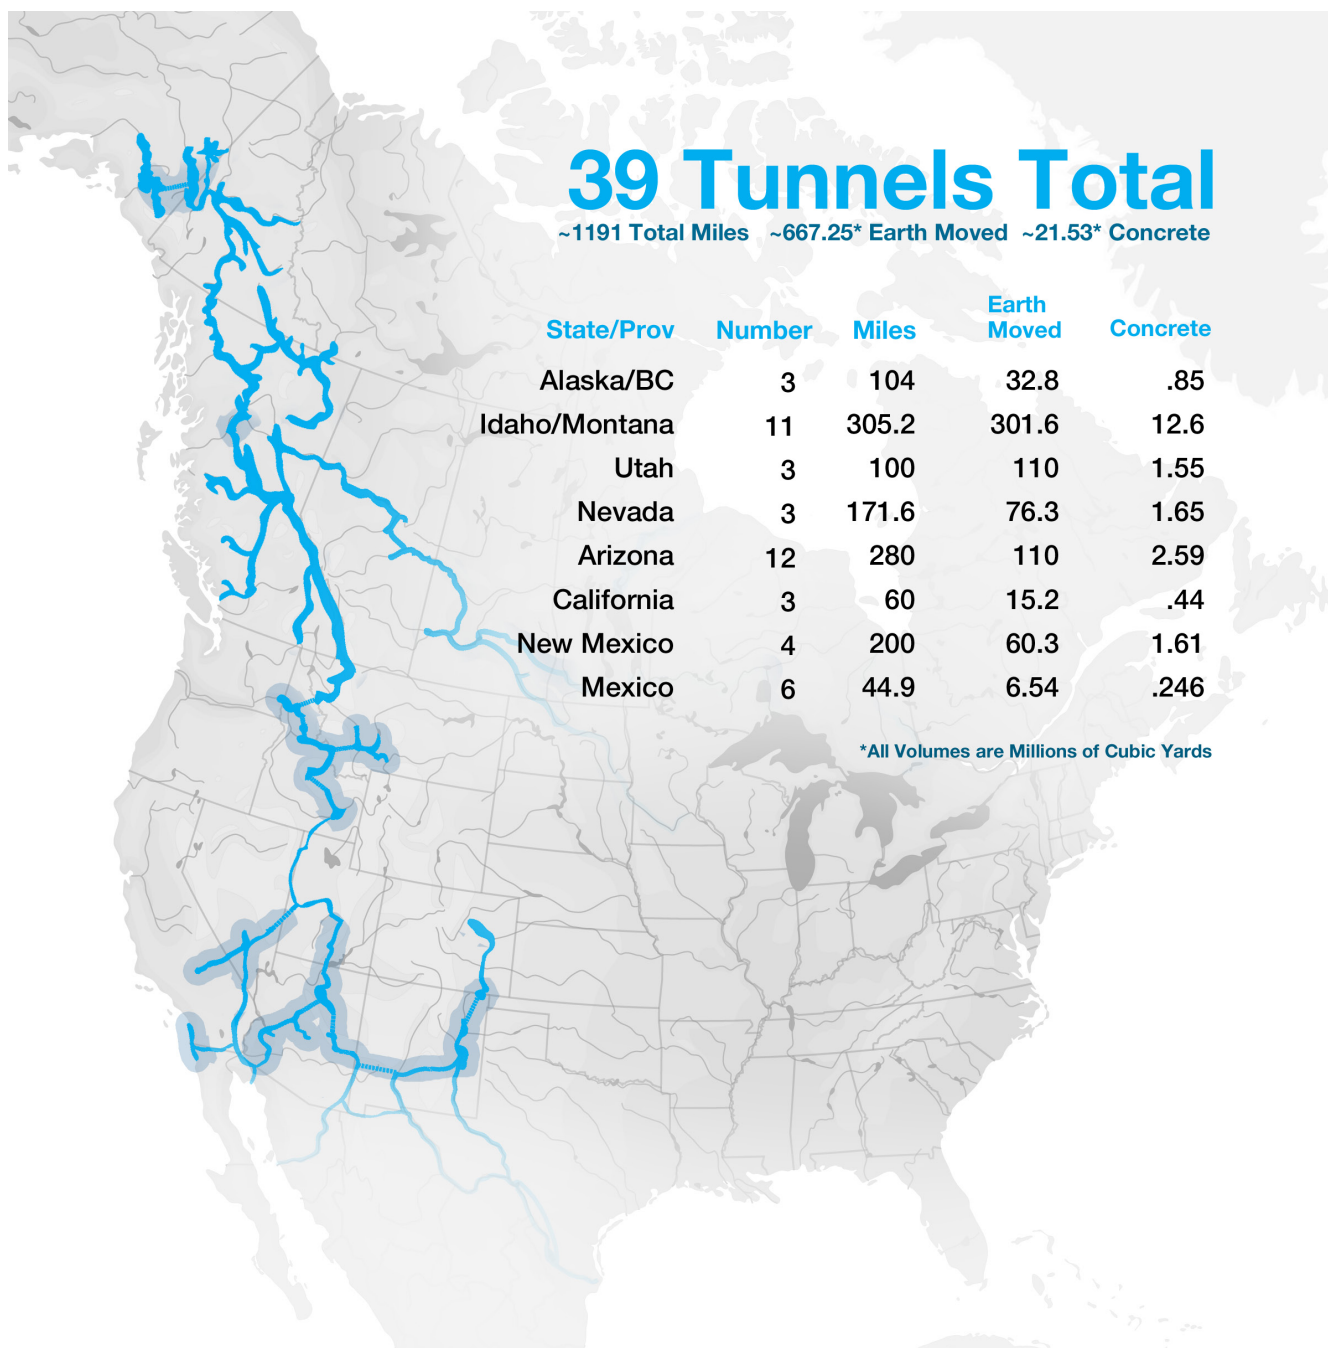 39 Tunnels Total
~1191 Total Miles ~667.25* Earth Moved ~21.53* Concrete
State/Prov Number Miles Earth Moved Concrete
Alaska/BC 3 104 32.8 .85
Idaho/Montana 11 305.2 301.6 12.6
Utah 3 100 110 1.55
Nevada 3 171.6 76.3 1.65
Arizona 12 280 110 2.59
California 3 60 15.2 .44
New Mexico 4 200 60.3 1.61
Mexico 6 44.9 6.54 .246
*All Volumes are Millions of Cubic Yards